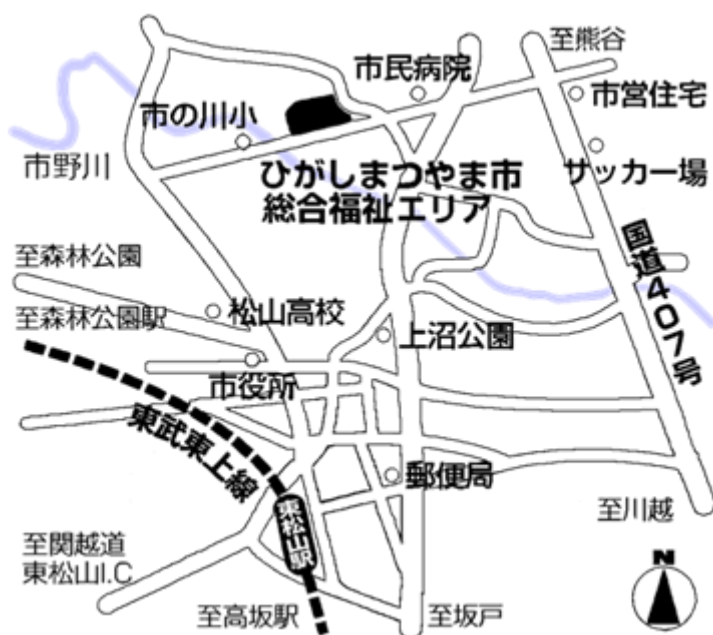 至熊谷
市民病院
市営住宅
市の川小
サッカー場
市野川
ひがしまつやま市
総合福祉エリア
国道407号
至森林公園
松山高校
至森林公園駅
上沼公園
市役所
東武東上線
郵便局
至川越
東松山駅
至関越道
東松山I.C
N
至高坂駅
至坂戸